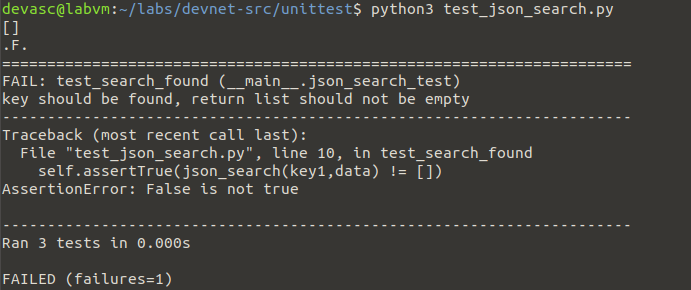 devasc@labvm:~/labs/devnet-src/unittest$ python3 test_json_search.py
[]
.F.
======================================================================
FAIL: test_search_found (__main__.json_search_test)
key should be found, return list should not be empty
----------------------------------------------------------------------
Traceback (most recent call last):
  File "test_json_search.py", line 10, in test_search_found
    self.assertTrue(json_search(key1,data) != [])
AssertionError: False is not true

----------------------------------------------------------------------
Ran 3 tests in 0.000s

FAILED (failures=1)